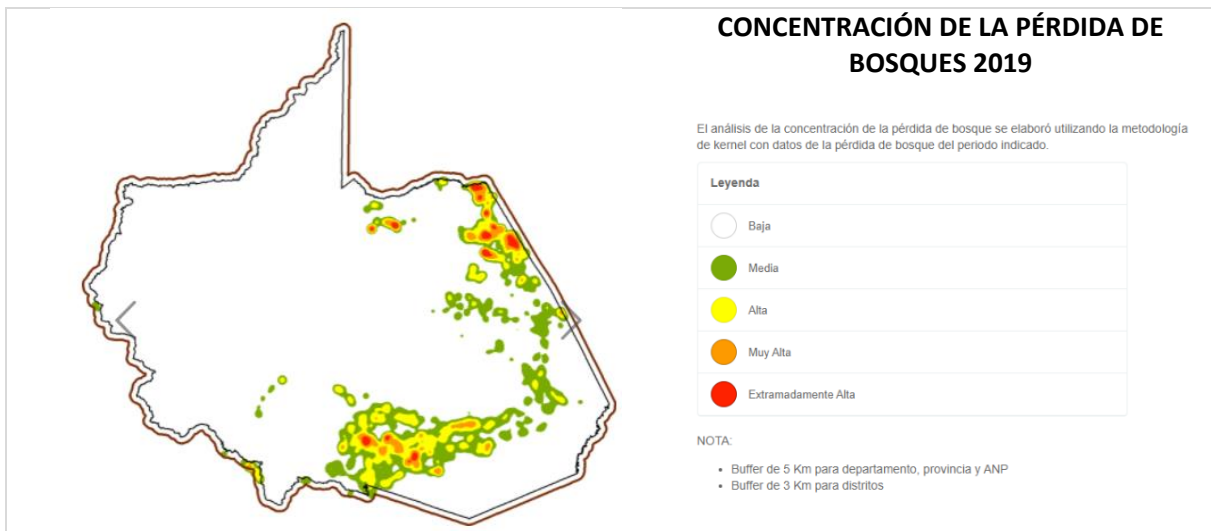 CONCENTRACIÓN DE LA PÉRDIDA DE
BOSQUES 2019
El análisis de la concentración de la pérdida de bosque se elaboró utilizando la metodología
de kernel con datos de la pérdida de bosque del periodo indicado.
Leyenda
Baja
Media
Alta
Muy Alta
Extramadamente Alta
NOTA:
• Buffer de 5 Km para departamento, provincia y ANP
• Buffer de 3 Km para distritos